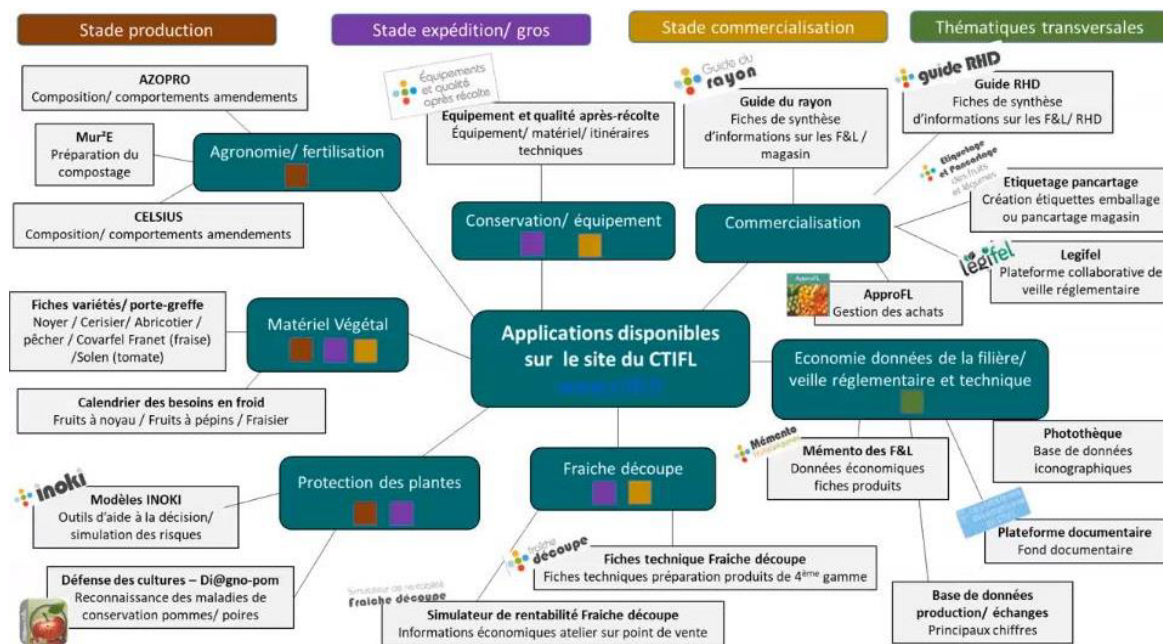 Stade production
Stade expédition/ gros
Stade commercialisation
Thématiques transversales
AZOPRO
Composition/ comportements amendements
Mur²E
Préparation du
compostage
CELSIUS
Composition/ comportements amendements
Agronomie/ fertilisation
Équipements
et qualité
après récolte
Equipement et qualité après-récolte
Équipement/ matériel/ itinéraires
techniques
Conservation/ équipement
Guide du
rayon
Guide du rayon
Fiches de synthèse
d'informations sur les F&L /
magasin
Commercialisation
guide RHD
Guide RHD
Fiches de synthèse
d'informations sur les F&L/ RHD
Etiquetage
et Pancartage
des fruits
et légumes
Etiquetage pancartage
Création étiquettes emballage
ou pancartage magasin
légifel
Legifel
Plateforme collaborative de
veille réglementaire
ApproFL
ApproFL
Gestion des achats
Fiches variétés/ porte-greffe
Noyer / Cerisier/ Abricotier /
pêcher / Covarfel Franet (fraise)
/Solen (tomate)
Matériel Végétal
Calendrier des besoins en froid
Fruits à noyau / Fruits à pépins / Fraisier
Applications disponibles
sur le site du CTIFL
Economie données de la filière/
veille réglementaire et technique
Mémento
Mémento des F&L
Données économiques
fiches produits
Photothèque
Base de données
iconographiques
Plateforme documentaire
Fond documentaire
Base de données
production/ échanges
Principaux chiffres
inoki
Modèles INOKI
Outils d'aide à la décision/
simulation des risques
Protection des plantes
Défense des cultures – Di@gno-pom
Reconnaissance des maladies de
conservation pommes/ poires
Fraiche découpe
fraîche
découpe
Fiches technique Fraiche découpe
Fiches techniques préparation produits de 4ème gamme
Simulateur de rentabilité
Fraiche découpe
Simulateur de rentabilité Fraiche découpe
Informations économiques atelier sur point de vente